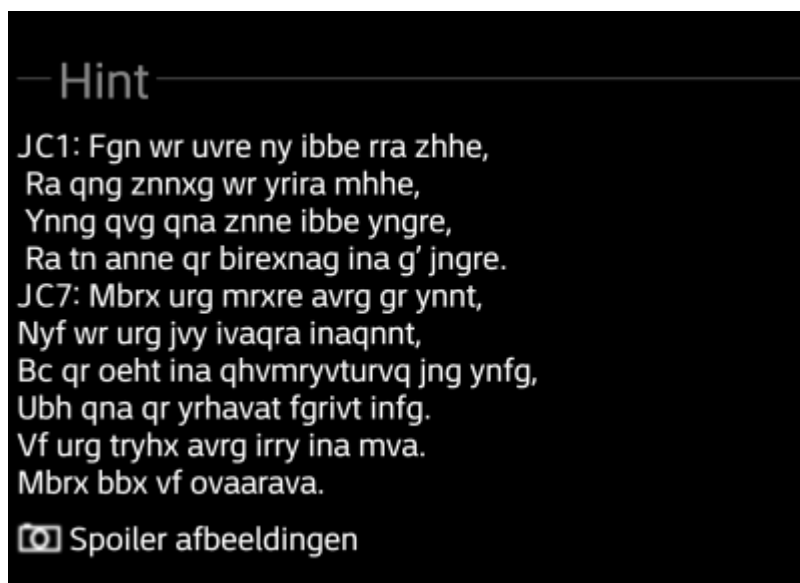 Hint
JC1: Fgn wr uvre ny ibbe rra zhhe,
Ra qng znnxg wr yrira mhhe,
Ynng qvg qna znne ibbe yngre,
Ra tn anne qr birexnag ina g’ jngre.
JC7: Mbrx urg mrxre avrg gr ynnt,
Nyf wr urg jvy ivaqra inaqnnt,
Bc qr oeht ina qhvmryvturvq jng ynfg,
Ubh qna qr yrhavat fgrivt infg.
Vf urg tryhx avrg irry ina mva.
Mbrx bbx vf ovaarava.
Spoiler afbeeldingen